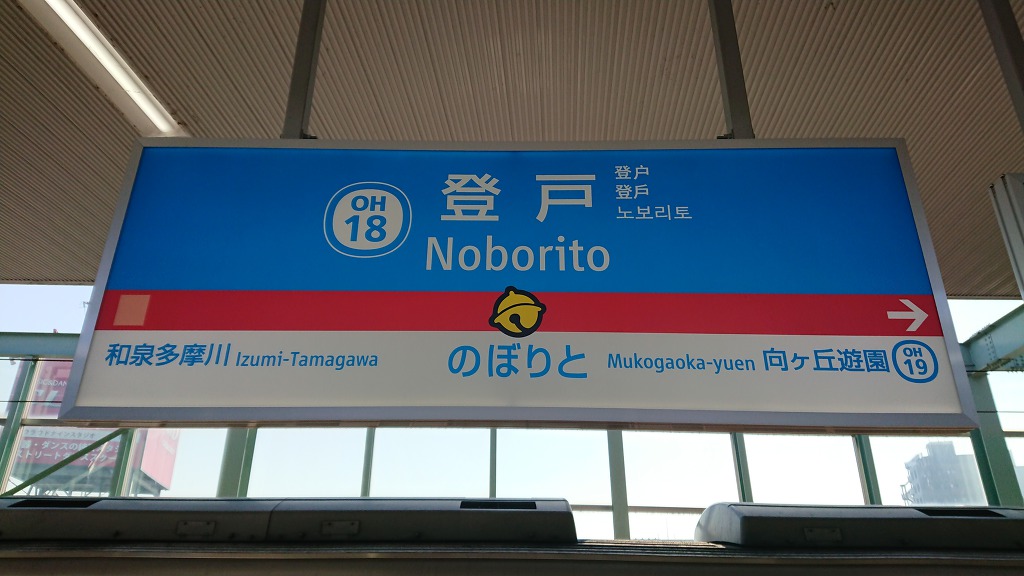 OH
18
登戸
登户
登戶
노보리토
Noborito
和泉多摩川 Izumi-Tamagawa
のぼりと
Mukogaoka-yuen 向ヶ丘遊園
OH
19